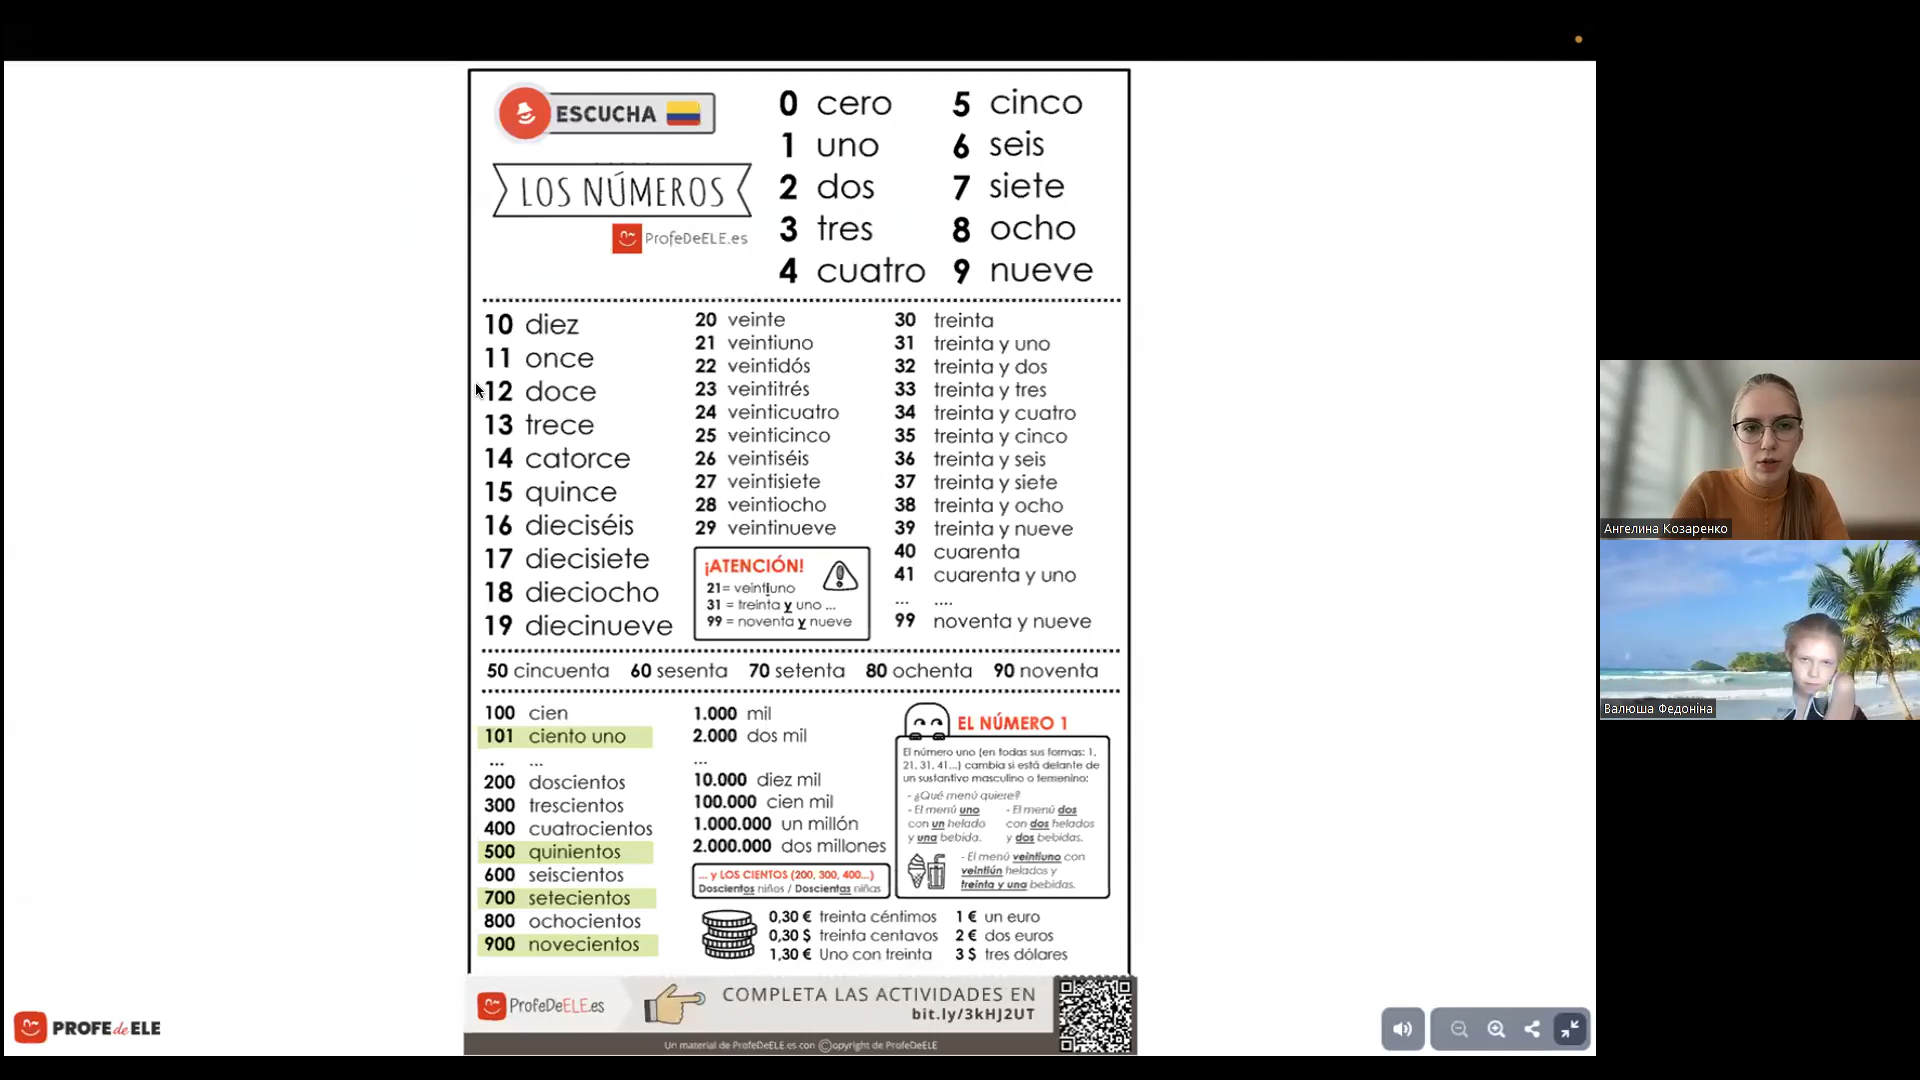 ESCUCHA
LOS NÚMEROS
ProfeDeELE.es
0 cero
1 uno
2 dos
3 tres
4 cuatro
5 cinco
6 seis
7 siete
8 ocho
9 nueve
10 diez
11 once
12 doce
13 trece
14 catorce
15 quince
16 dieciséis
17 diecisiete
18 dieciocho
19 diecinueve
20 veinte
21 veintiuno
22 veintidós
23 veintitrés
24 veinticuatro
25 veinticinco
26 veintiséis
27 veintisiete
28 veintiocho
29 veintinueve
¡ATENCIÓN!
21= veintiuno
31 = treinta y uno ...
99 = noventa y nueve
30 treinta
31 treinta y uno
32 treinta y dos
33 treinta y tres
34 treinta y cuatro
35 treinta y cinco
36 treinta y seis
37 treinta y siete
38 treinta y ocho
39 treinta y nueve
40 cuarenta
41 cuarenta y uno
... ....
99 noventa y nueve
50 cincuenta 60 sesenta 70 setenta 80 ochenta 90 noventa
100 cien
101 ciento uno
... ...
200 doscientos
300 trescientos
400 cuatrocientos
500 quinientos
600 seiscientos
700 setecientos
800 ochocientos
900 novecientos
1.000 mil
2.000 dos mil
...
10.000 diez mil
100.000 cien mil
1.000.000 un millón
2.000.000 dos millones
... y LOS CIENTOS (200, 300, 400...)
Doscientos niños / Doscientas niñas
EL NÚMERO 1
El número uno (en todas sus formas: 1,
21, 31, 41...) cambia si está delante de
un sustantivo masculino o femenino:
- ¿Qué menú quiere?
- El menú uno
con un helado
y una bebida.
- El menú dos
con dos helados
y dos bebidas.
- El menú veintiuno con
veintiún helados y
treinta y una bebidas.
0,30 € treinta céntimos
0,30 $ treinta centavos
1,30 € Uno con treinta
1 € un euro
2 € dos euros
3 $ tres dólares
ProfeDeELE.es
COMPLETA LAS ACTIVIDADES EN
bit.ly/3kHJ2UT
Un material de ProfeDeELE.es con ©opyright de ProfeDeELE
PROFE de ELE
Ангелина Козаренко
Валюша Федоніна